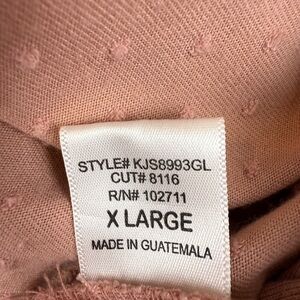 STYLE# KJS8993GL
CUT# 8116
R/N# 102711
X LARGE
MADE IN GUATEMALA